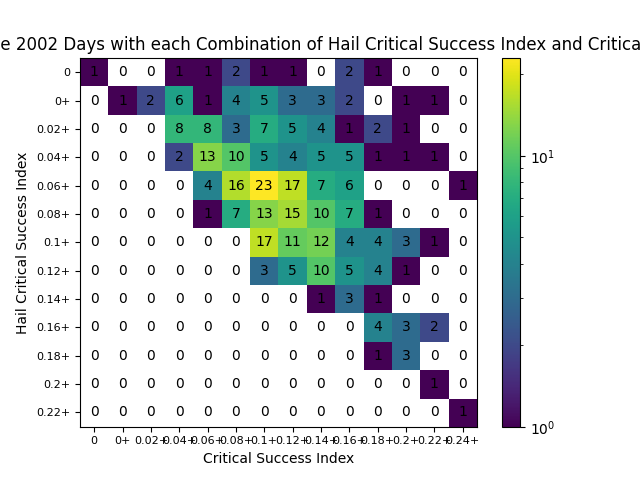 e 2002 Days with each Combination of Hail Critical Success Index and Critica
Hail Critical Success Index
0 1 0 0 1 1 2 1 1 0 2 1 0 0 0
0+ 0 1 2 6 1 4 5 3 3 2 0 1 1 0
0.02+ 0 0 0 8 8 3 7 5 4 1 2 1 0 0
0.04+ 0 0 0 2 13 10 5 4 5 5 1 1 1 0
0.06+ 0 0 0 0 4 16 23 17 7 6 0 0 0 1
0.08+ 0 0 0 0 1 7 13 15 10 7 1 0 0 0
0.1+ 0 0 0 0 0 0 17 11 12 4 4 3 1 0
0.12+ 0 0 0 0 0 0 3 5 10 5 4 1 0 0
0.14+ 0 0 0 0 0 0 0 0 1 3 1 0 0 0
0.16+ 0 0 0 0 0 0 0 0 0 0 4 3 2 0
0.18+ 0 0 0 0 0 0 0 0 0 0 1 3 0 0
0.2+ 0 0 0 0 0 0 0 0 0 0 0 0 1 0
0.22+ 0 0 0 0 0 0 0 0 0 0 0 0 0 1
0 0+ 0.02+ 0.04+ 0.06+ 0.08+ 0.1+ 0.12+ 0.14+ 0.16+ 0.18+ 0.2+ 0.22+ 0.24+
Critical Success Index
10¹
10⁰